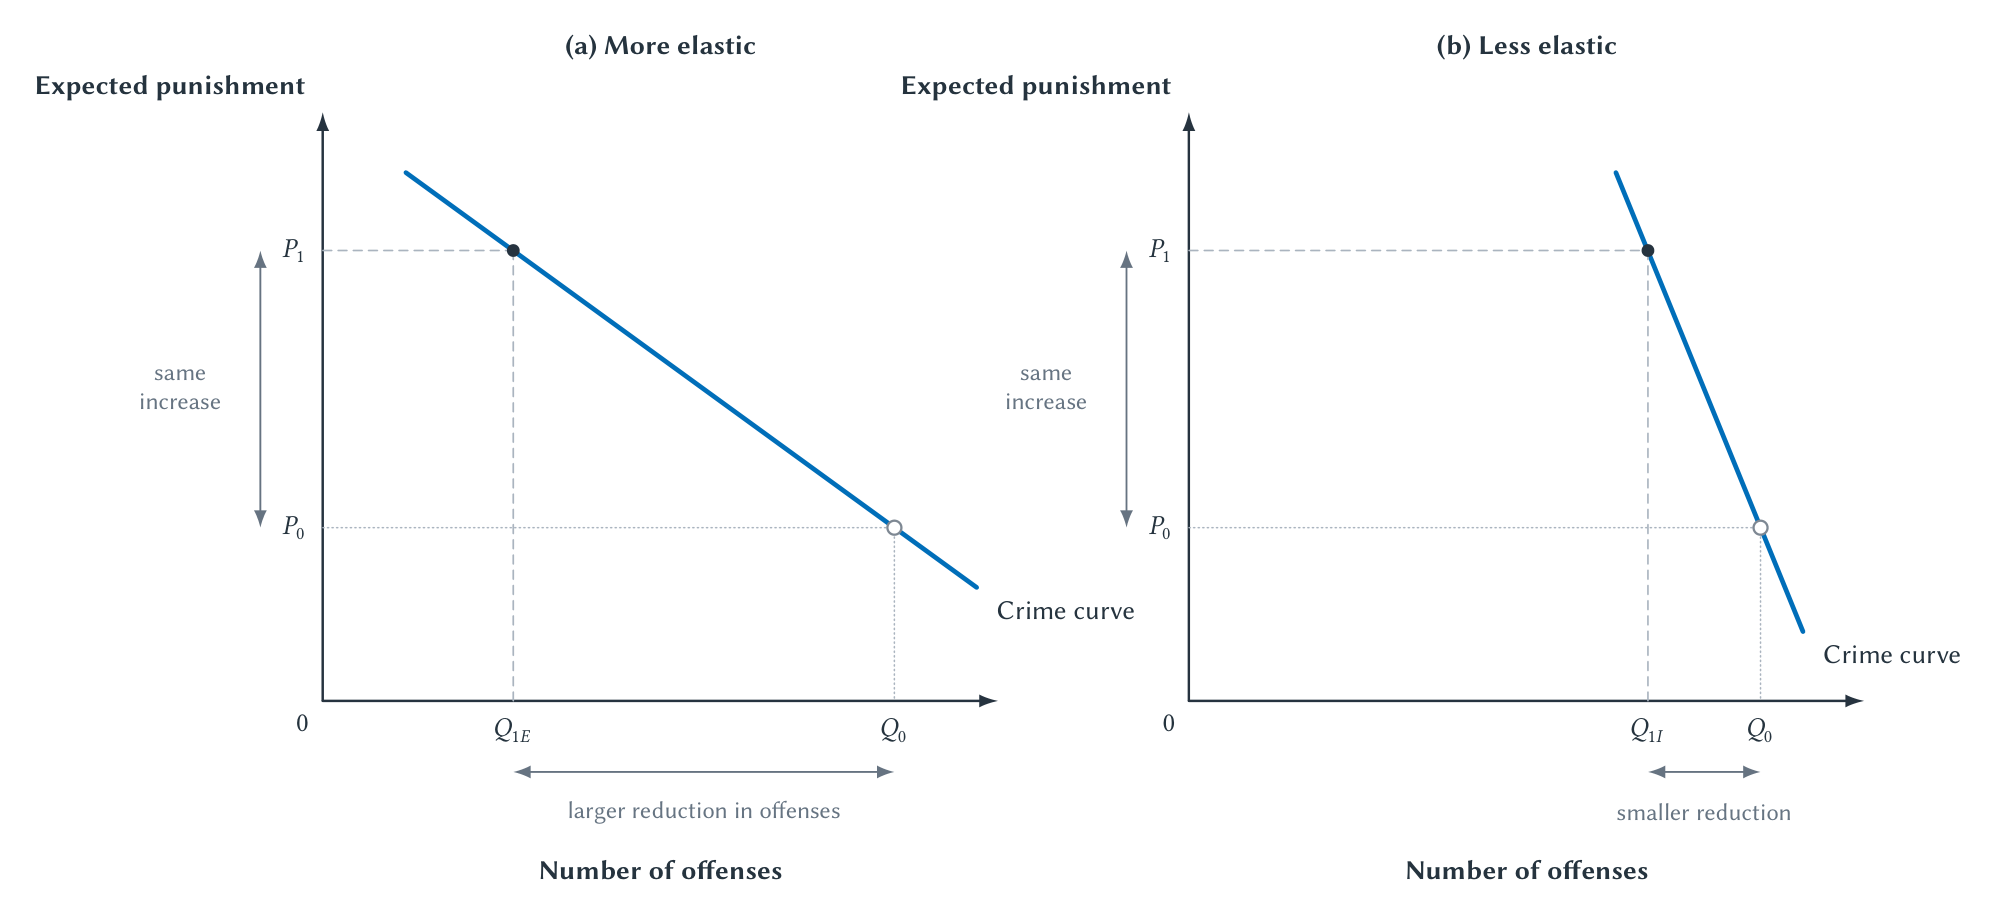 (a) More elastic
Expected punishment
P1
same
increase
P0
Crime curve
0
Q1E
Q0
larger reduction in offenses
Number of offenses
(b) Less elastic
Expected punishment
P1
same
increase
P0
Crime curve
0
Q1I
Q0
smaller reduction
Number of offenses